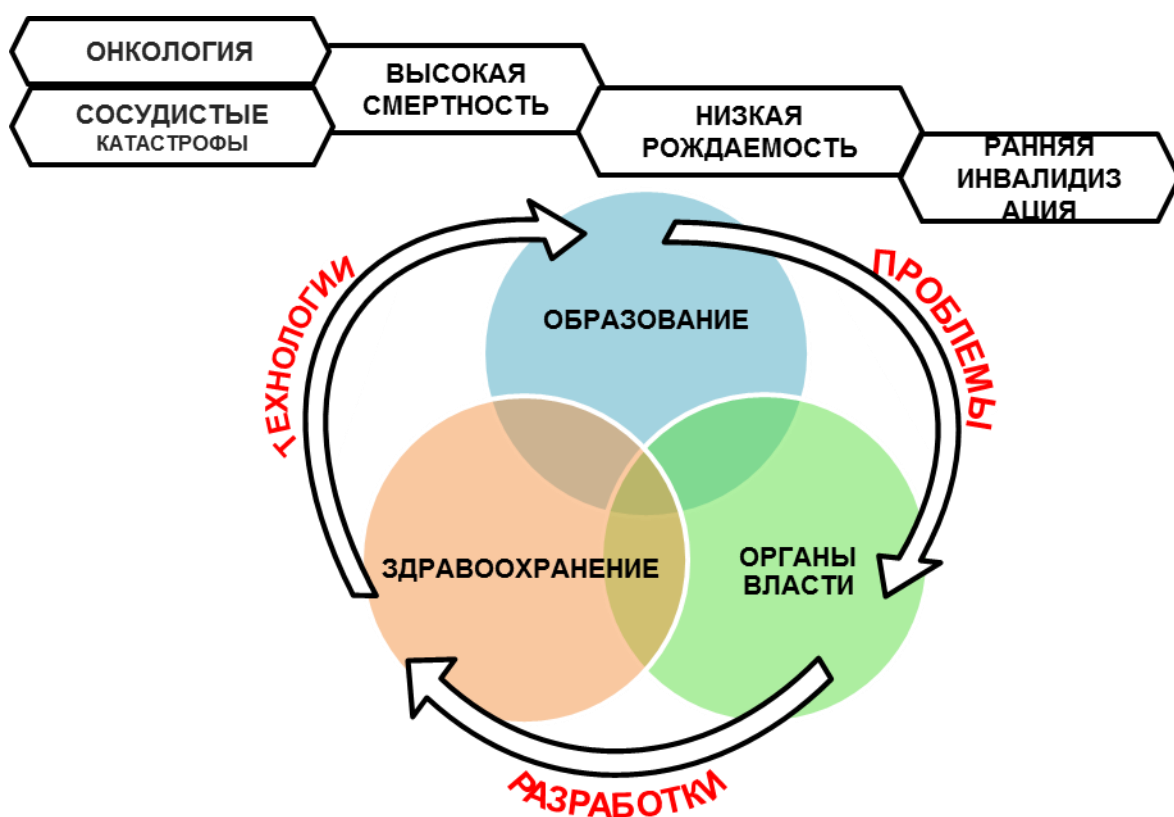 ОНКОЛОГИЯ
СОСУДИСТЫЕ
КАТАСТРОФЫ
ВЫСОКАЯ
СМЕРТНОСТЬ
НИЗКАЯ
РОЖДАЕМОСТЬ
РАННЯЯ
ИНВАЛИДИЗ
АЦИЯ
ТЕХНОЛОГИИ
ПРОБЛЕМЫ
ОБРАЗОВАНИЕ
ЗДРАВООХРАНЕНИЕ
ОРГАНЫ
ВЛАСТИ
РАЗРАБОТКИ